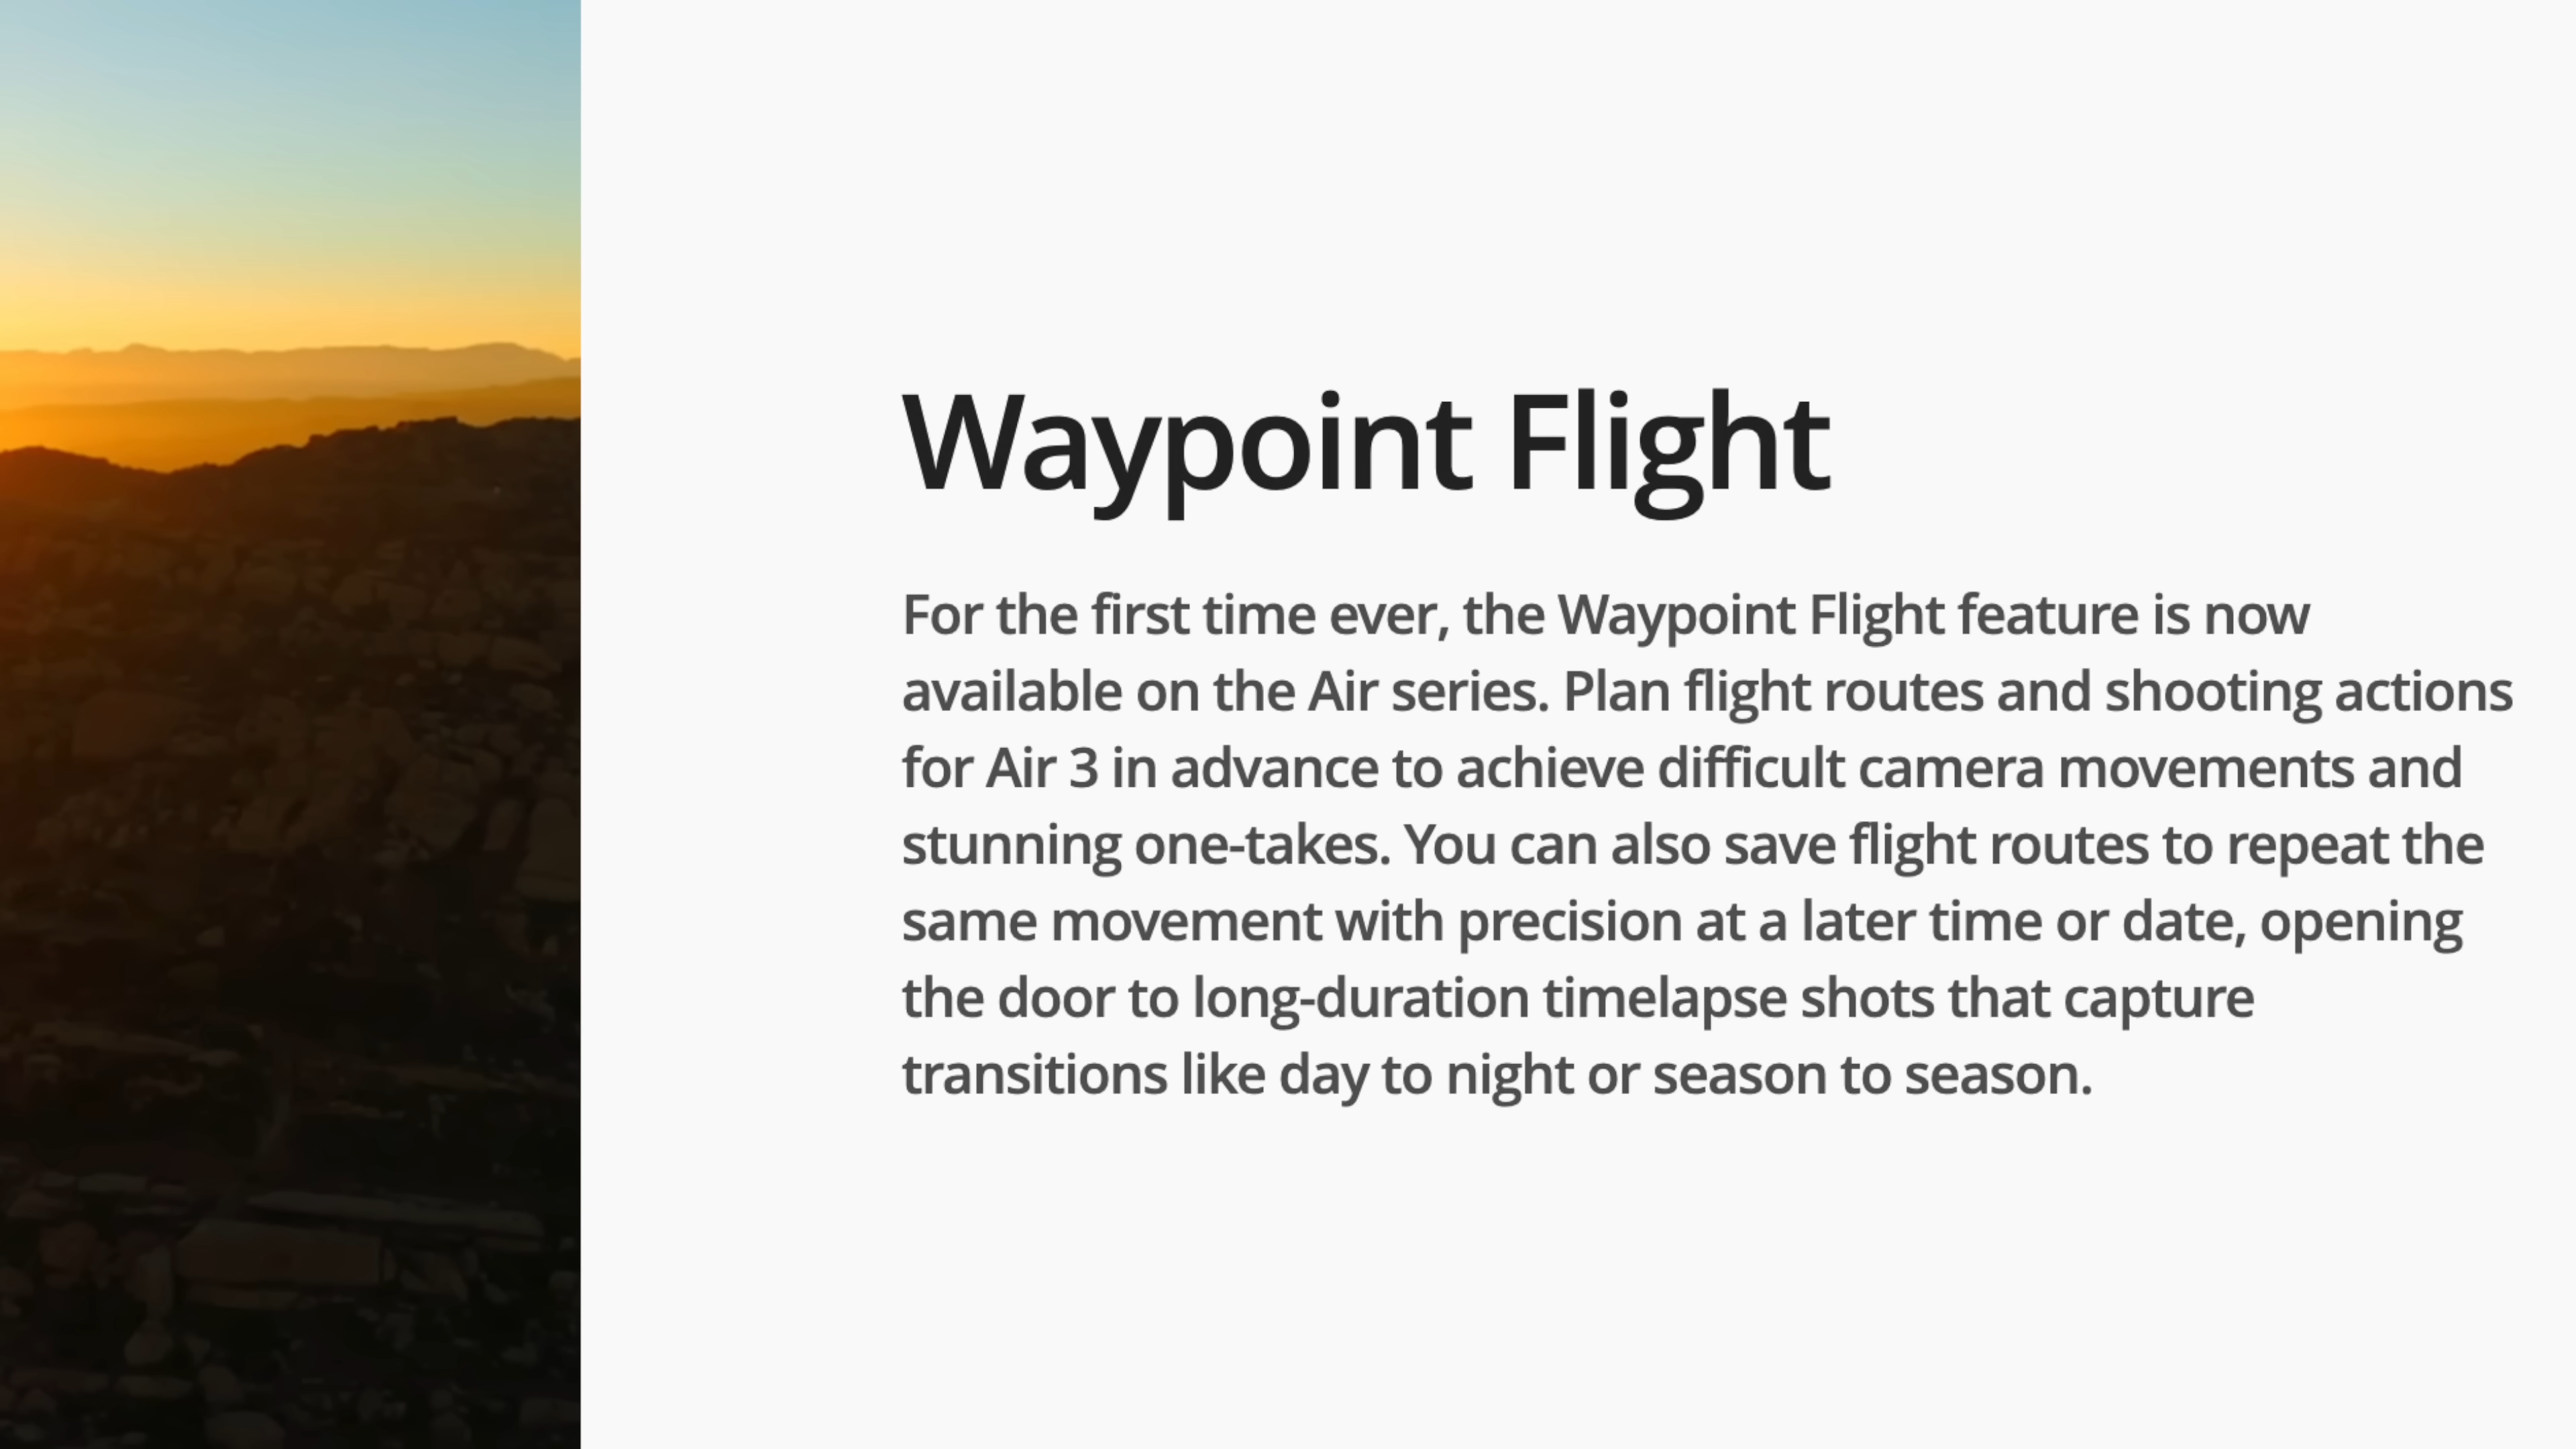 Waypoint Flight
For the first time ever, the Waypoint Flight feature is now
available on the Air series. Plan flight routes and shooting actions
for Air 3 in advance to achieve difficult camera movements and
stunning one-takes. You can also save flight routes to repeat the
same movement with precision at a later time or date, opening
the door to long-duration timelapse shots that capture
transitions like day to night or season to season.